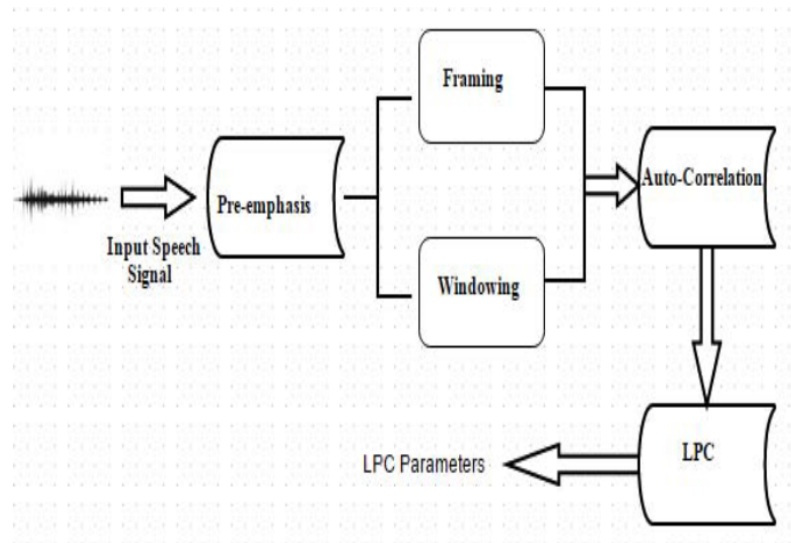 Framing
Pre-emphasis
Auto-Correlation
Input Speech
Signal
Windowing
LPC Parameters
LPC